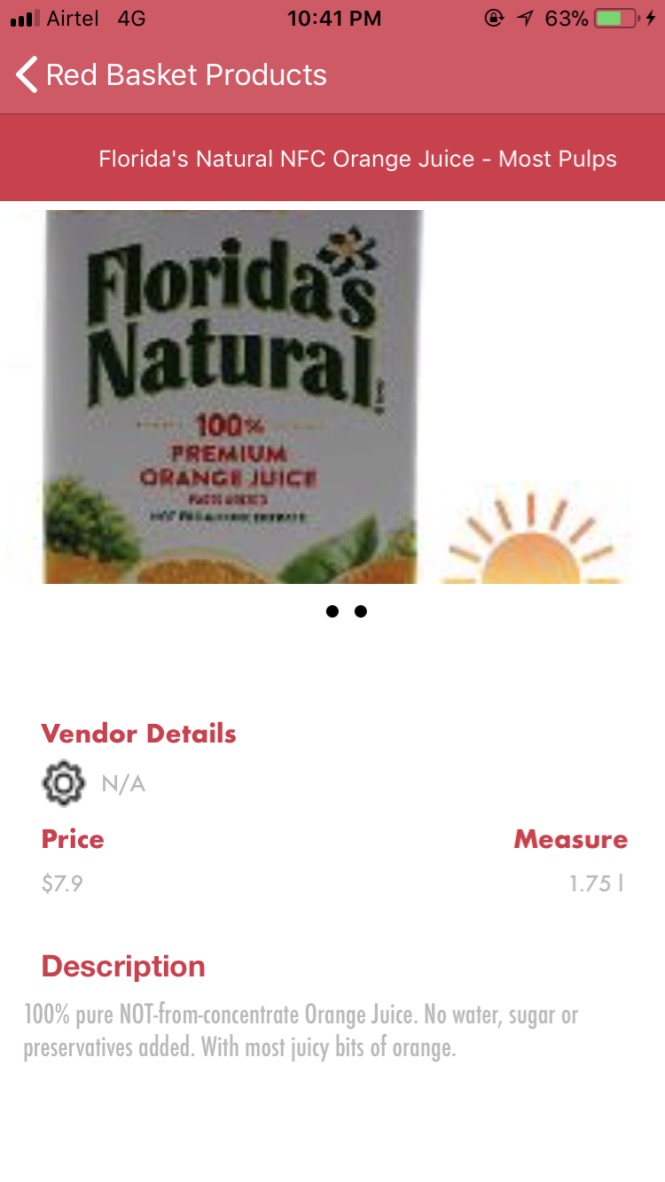 Airtel 4G 10:41 PM 63%
Red Basket Products
Florida's Natural NFC Orange Juice - Most Pulps
Florida's
Natural
100%
PREMIUM
ORANGE JUICE
Vendor Details
N/A
Price Measure
$7.9 1.75 l
Description
100% pure NOT-from-concentrate Orange Juice. No water, sugar or
preservatives added. With most juicy bits of orange.